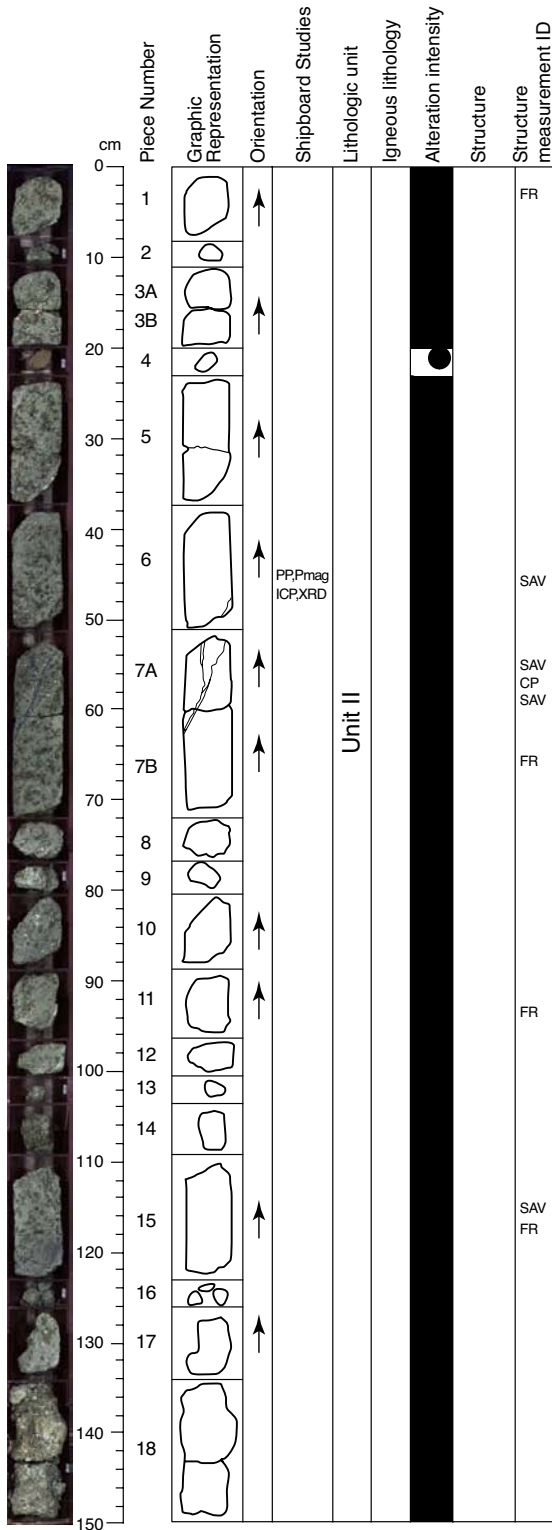 cm
Piece Number
Graphic
Representation
Orientation
Shipboard Studies
Lithologic unit
Igneous lithology
Alteration intensity
Structure
Structure
measurement ID
0
1
FR
10
2
3A
3B
20
4
30
5
40
6
PP,Pmag
ICP,XRD
SAV
50
7A
SAV
CP
SAV
60
Unit II
7B
FR
70
8
80
9
10
90
11
FR
100
12
13
14
110
15
SAV
FR
120
16
130
17
140
18
150